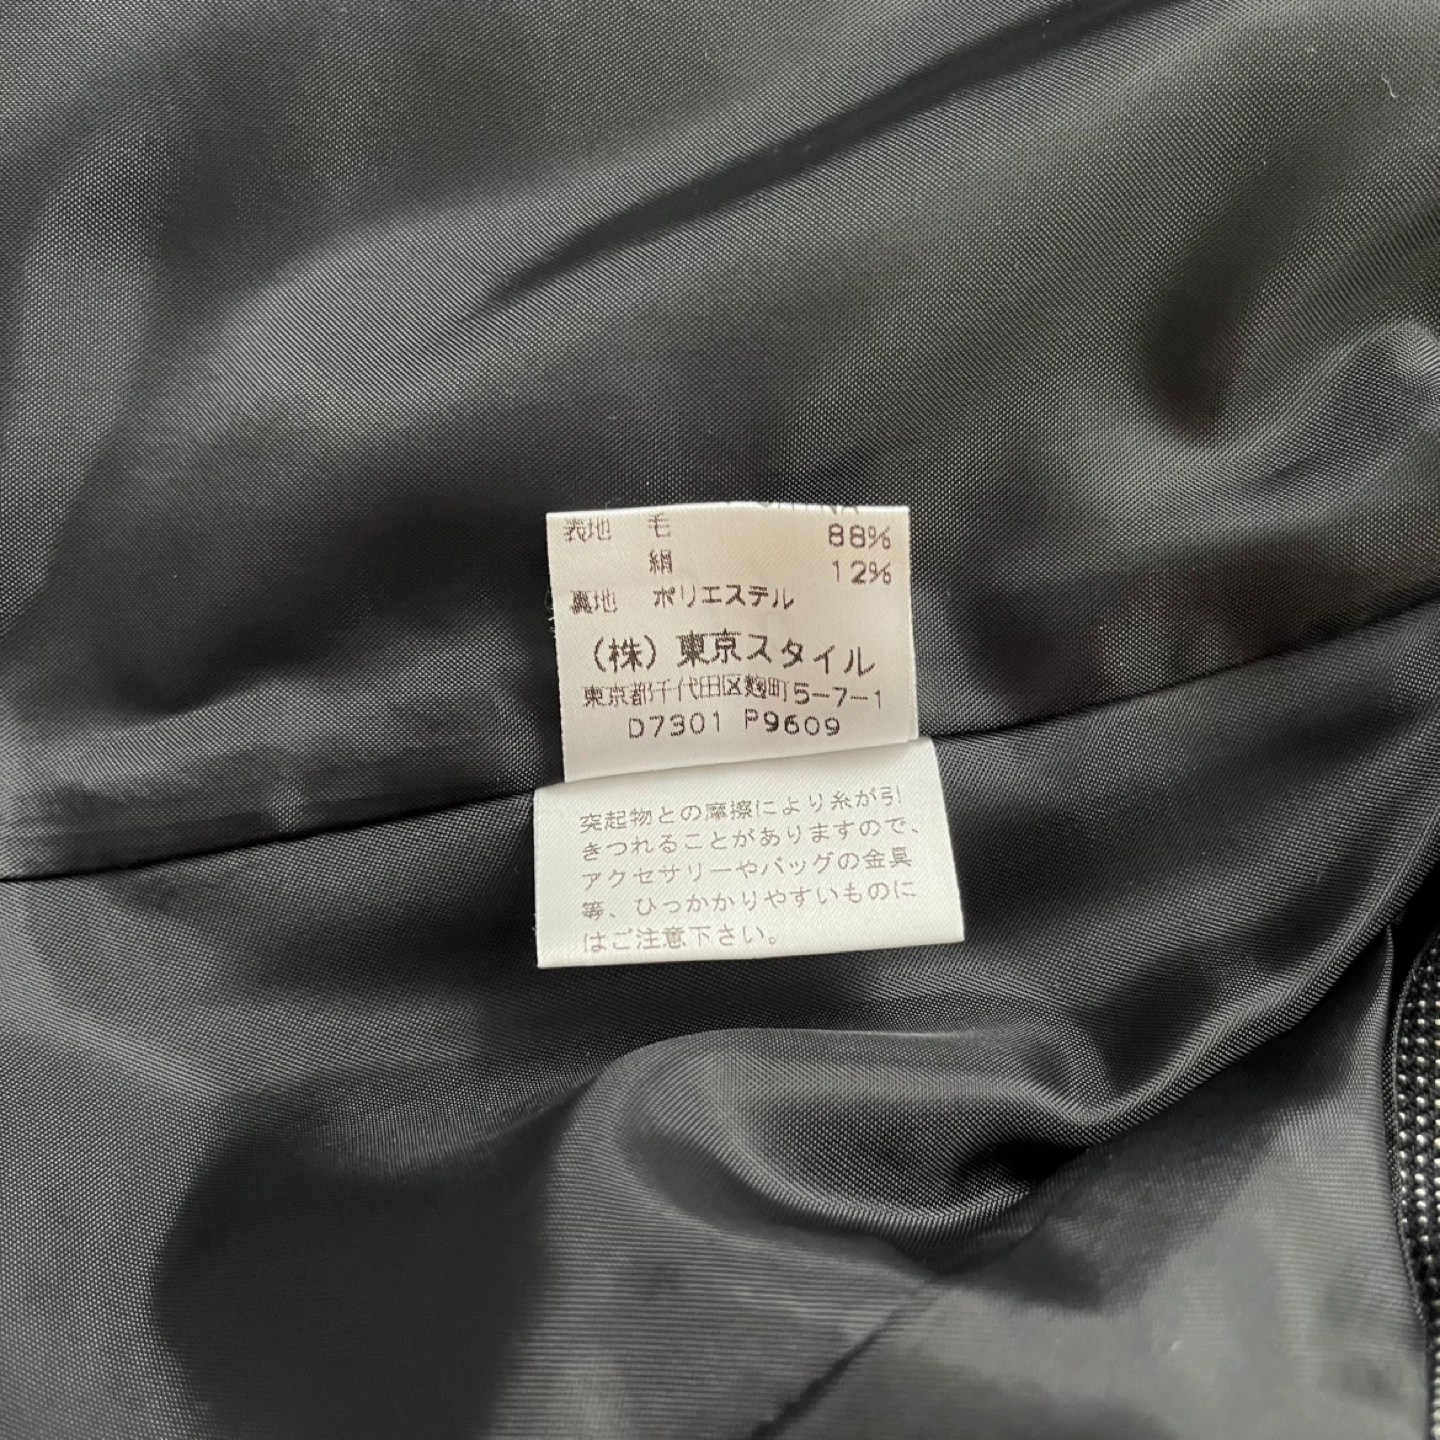 CHINA
表地 毛 88%
絹 12%
裏地 ポリエステル
（株）東京スタイル
東京都千代田区麹町5-7-1
D7301 P9609
突起物との摩擦により糸が引
きつれることがありますので、
アクセサリーやバッグの金具
等、ひっかかりやすいものに
はご注意下さい。